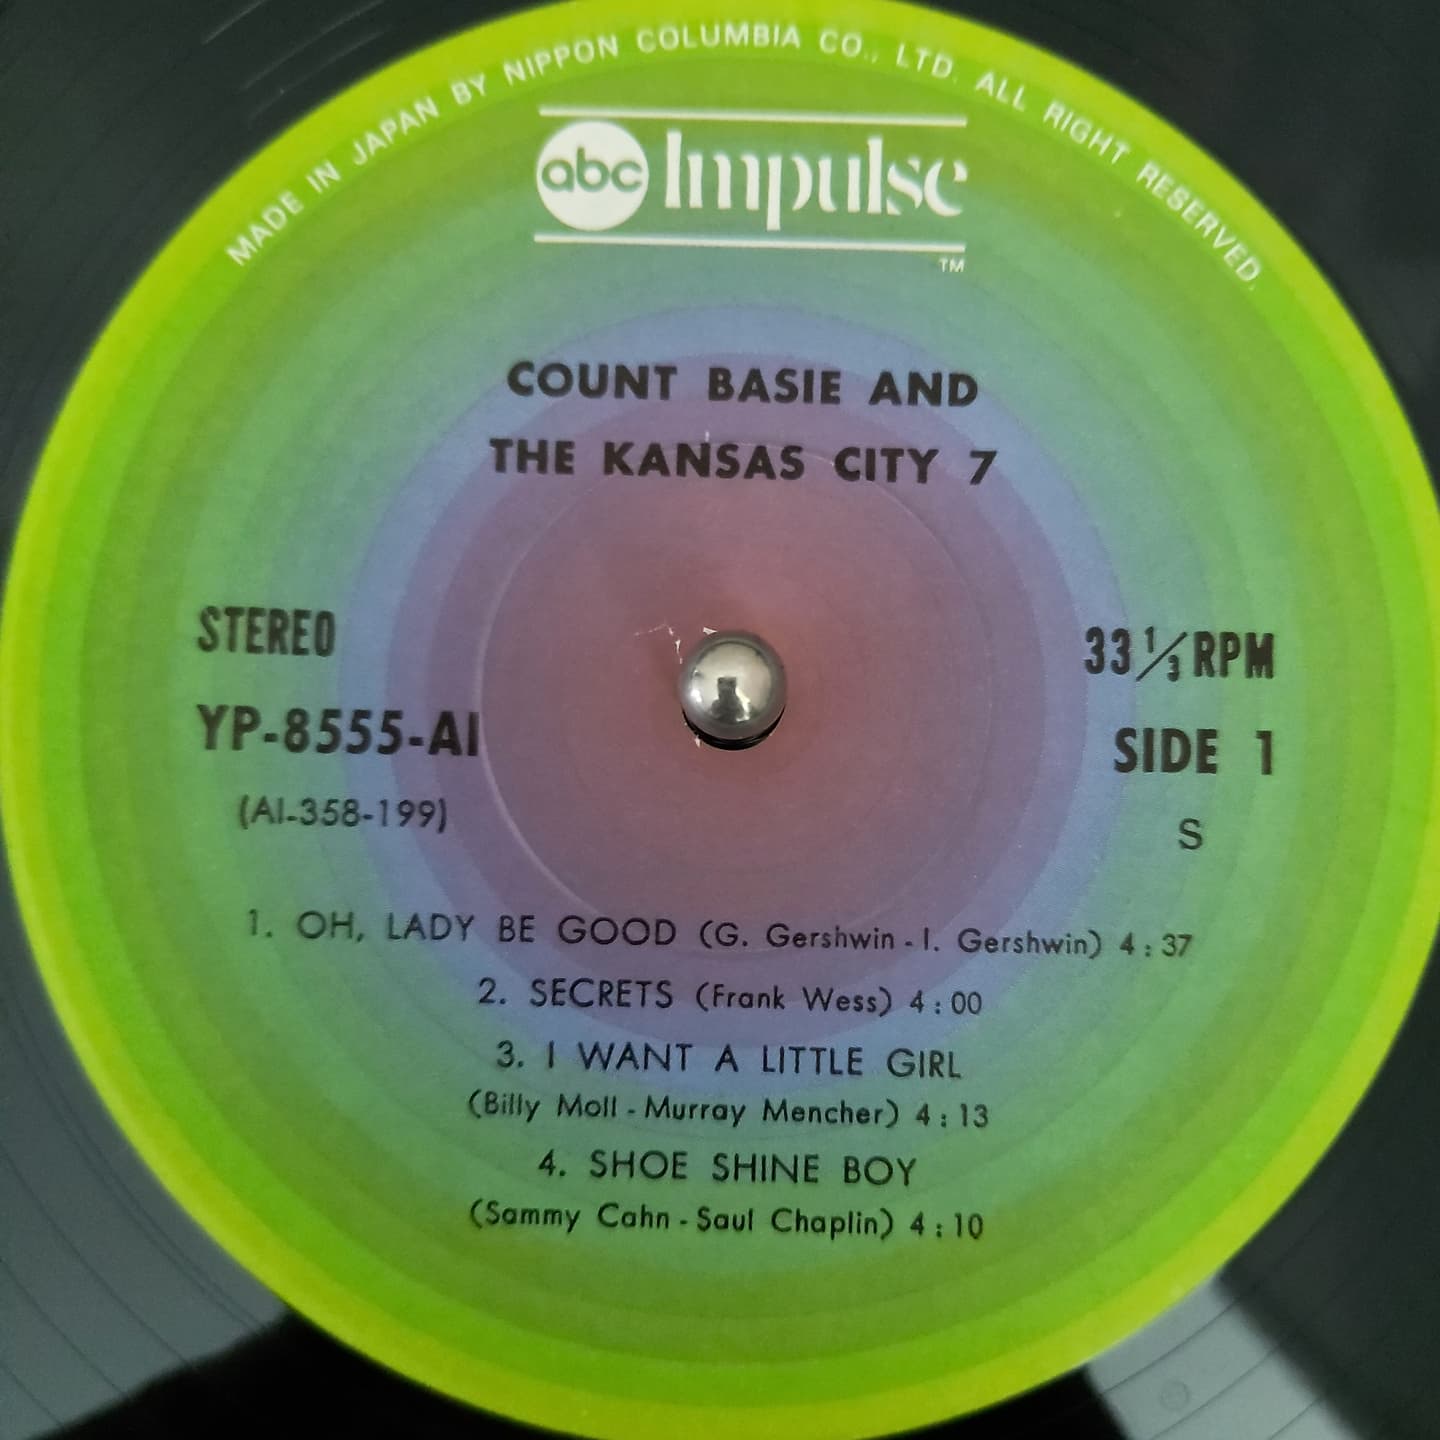 MADE IN JAPAN BY NIPPON COLUMBIA CO., LTD. ALL RIGHT RESERVED.
abc Impulse
TM
COUNT BASIE AND
THE KANSAS CITY 7
STEREO
33 1/3 RPM
YP-8555-AI
SIDE 1
(AI-358-199)
S
1. OH, LADY BE GOOD (G. Gershwin - I. Gershwin) 4 : 37
2. SECRETS (Frank Wess) 4 : 00
3. I WANT A LITTLE GIRL
(Billy Moll - Murray Mencher) 4 : 13
4. SHOE SHINE BOY
(Sammy Cahn - Saul Chaplin) 4 : 10